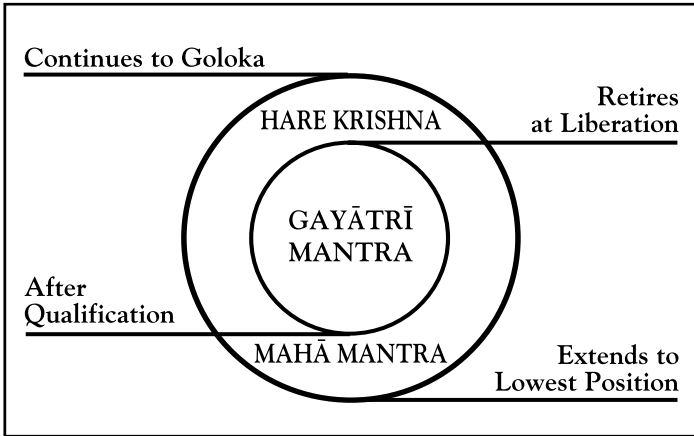 Continues to Goloka
Retires
at Liberation
HARE KRISHNA
GAYĀTRĪ
MANTRA
After
Qualification
MAHĀ MANTRA
Extends to
Lowest Position